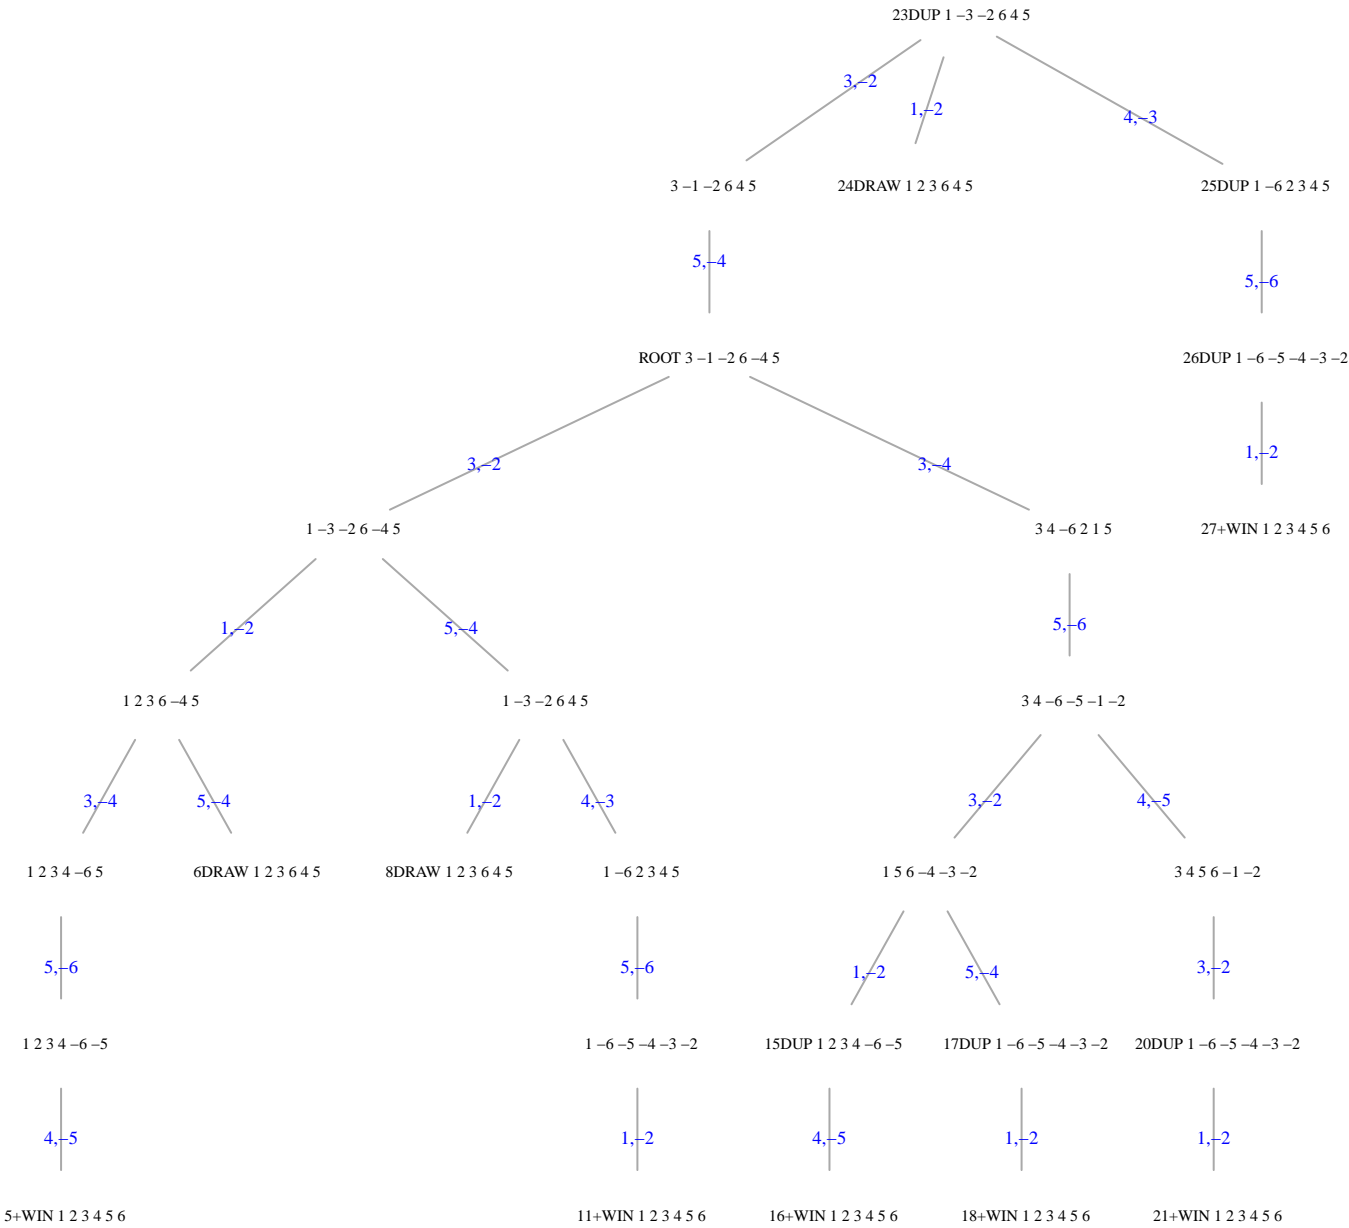 23DUP 1 –3 –2 6 4 5
3,–2
1,–2
4,–3
3 –1 –2 6 4 5
24DRAW 1 2 3 6 4 5
25DUP 1 –6 2 3 4 5
5,–4
5,–6
ROOT 3 –1 –2 6 –4 5
26DUP 1 –6 –5 –4 –3 –2
3,–2
3,–4
1,–2
1 –3 –2 6 –4 5
3 4 –6 2 1 5
27+WIN 1 2 3 4 5 6
1,–2
5,–4
5,–6
1 2 3 6 –4 5
1 –3 –2 6 4 5
3 4 –6 –5 –1 –2
3,–4
5,–4
1,–2
4,–3
3,–2
4,–5
1 2 3 4 –6 5
6DRAW 1 2 3 6 4 5
8DRAW 1 2 3 6 4 5
1 –6 2 3 4 5
1 5 6 –4 –3 –2
3 4 5 6 –1 –2
5,–6
5,–6
1,–2
5,–4
3,–2
1 2 3 4 –6 –5
1 –6 –5 –4 –3 –2
15DUP 1 2 3 4 –6 –5
17DUP 1 –6 –5 –4 –3 –2
20DUP 1 –6 –5 –4 –3 –2
4,–5
1,–2
4,–5
1,–2
1,–2
5+WIN 1 2 3 4 5 6
11+WIN 1 2 3 4 5 6
16+WIN 1 2 3 4 5 6
18+WIN 1 2 3 4 5 6
21+WIN 1 2 3 4 5 6